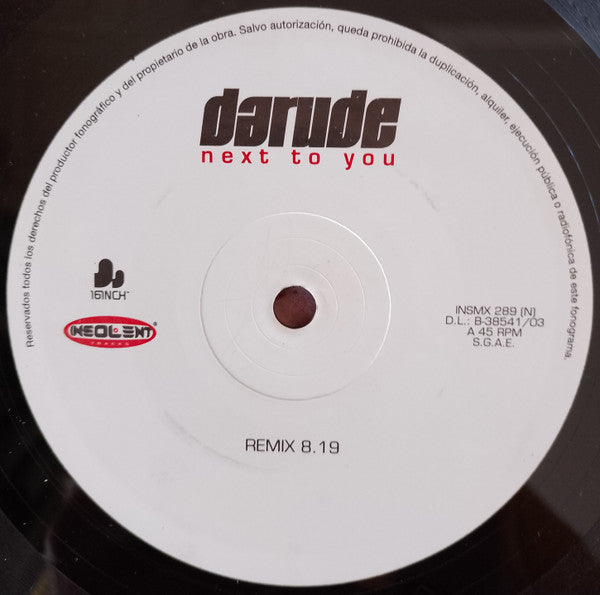 Reservados todos los derechos del productor fonográfico y del propietario de la obra. Salvo autorización, queda prohibida la duplicación, alquiler, ejecución pública o radiofónica de este fonograma.
darude
next to you
16INCH™
INSOLENT®
TRACKS
INSMX 289 (N)
D.L.: B-38541/03
A 45 RPM
S.G.A.E.
REMIX 8.19